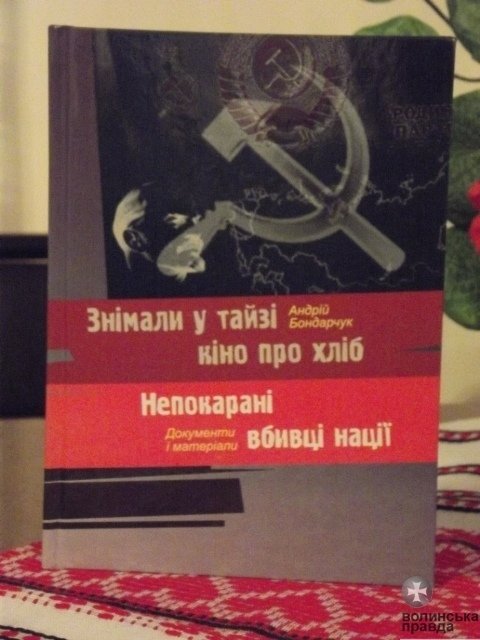 Знімали у тайзі
Андрій
Бондарчук
кіно про хліб
Непокарані
Документи
і матеріали
вбивці нації
волинська
правда